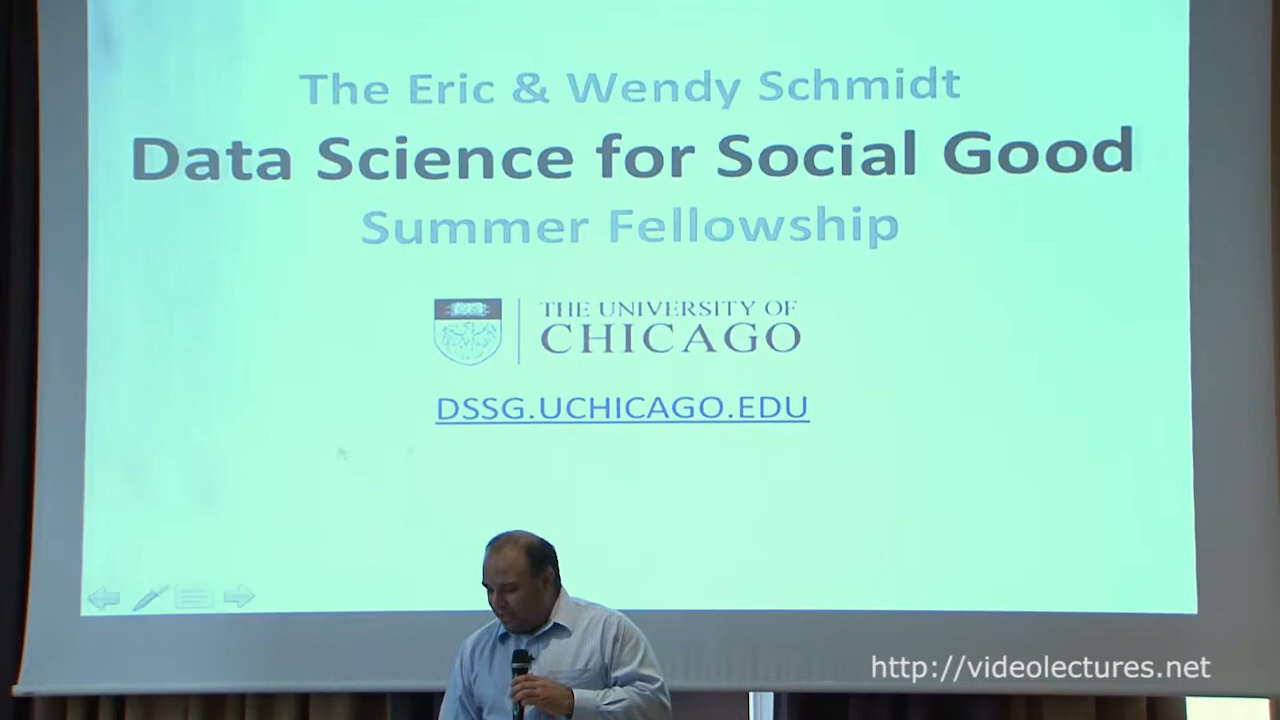 The Eric & Wendy Schmidt
Data Science for Social Good
Summer Fellowship
THE UNIVERSITY OF
CHICAGO
DSSG.UCHICAGO.EDU
http://videolectures.net